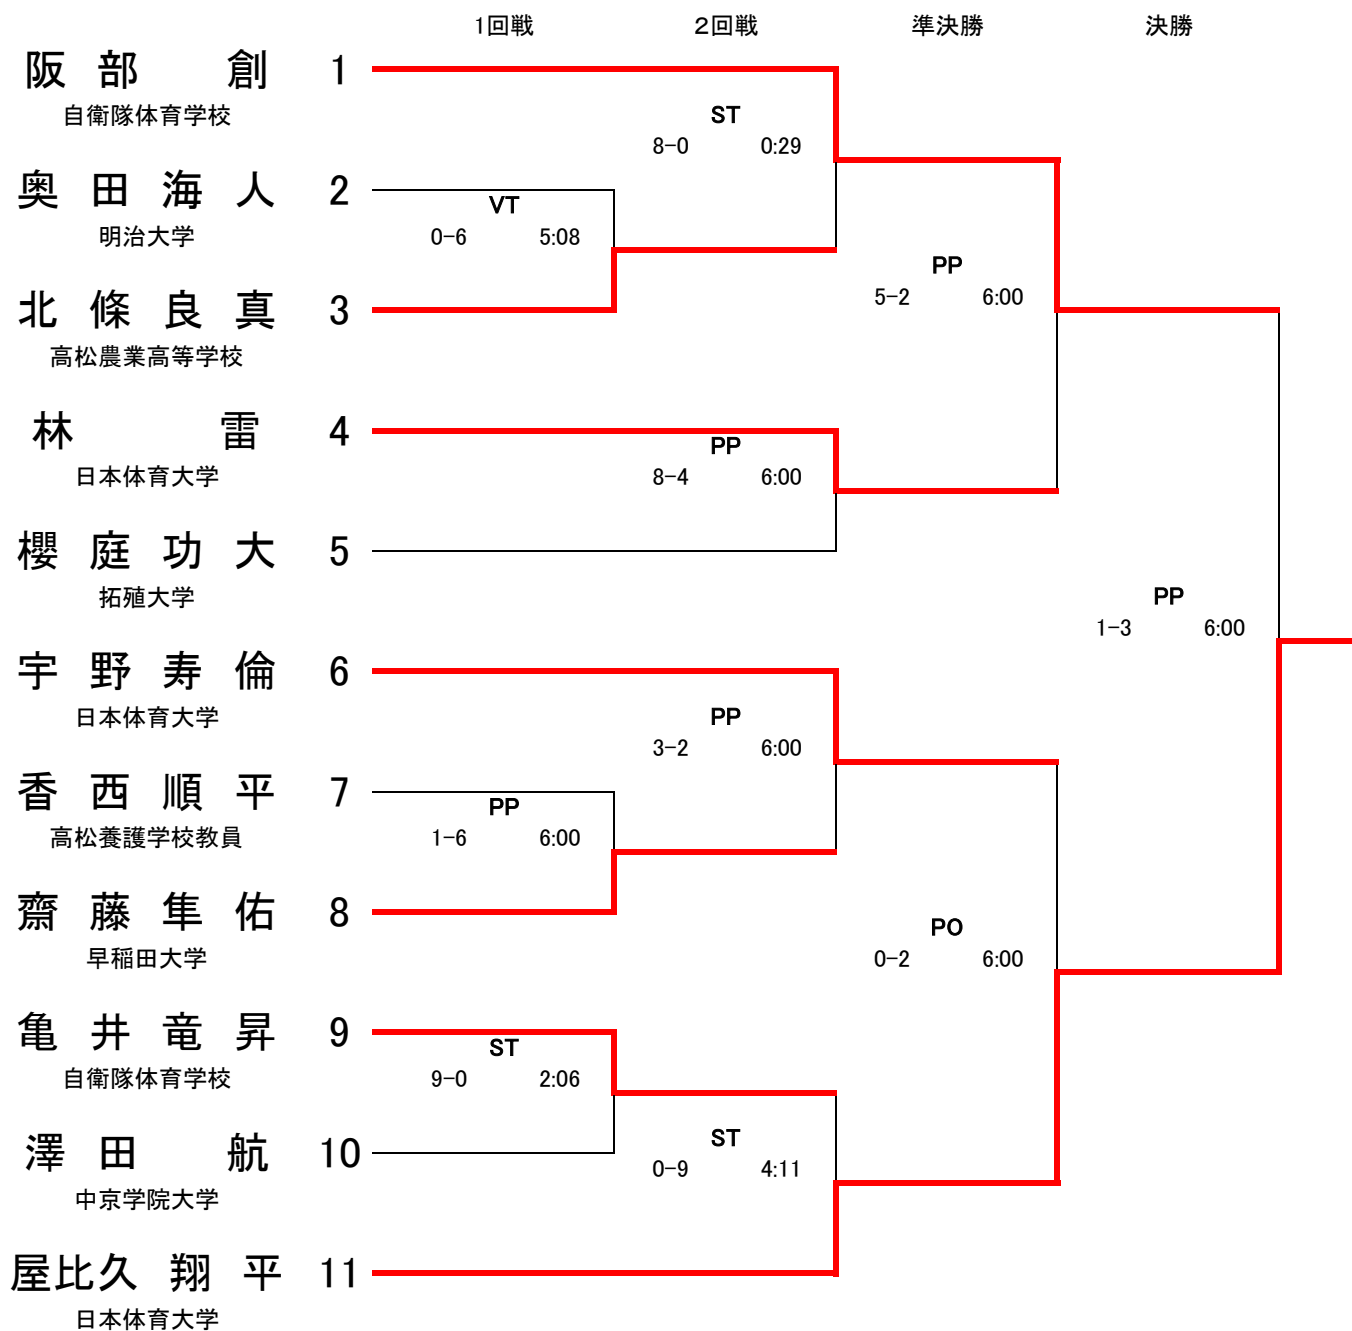 1回戦 2回戦 準決勝 決勝
阪部 創 1
自衛隊体育学校
ST
8-0 0:29
奥田海人 2
明治大学
VT
0-6 5:08
北條良真 3
高松農業高等学校
PP
5-2 6:00
林 雷 4
日本体育大学
PP
8-4 6:00
櫻庭功大 5
拓殖大学
PP
1-3 6:00
宇野寿倫 6
日本体育大学
PP
3-2 6:00
香西順平 7
高松養護学校教員
PP
1-6 6:00
齋藤隼佑 8
早稲田大学
PO
0-2 6:00
亀井竜昇 9
自衛隊体育学校
ST
9-0 2:06
澤田 航 10
中京学院大学
ST
0-9 4:11
屋比久 翔平 11
日本体育大学